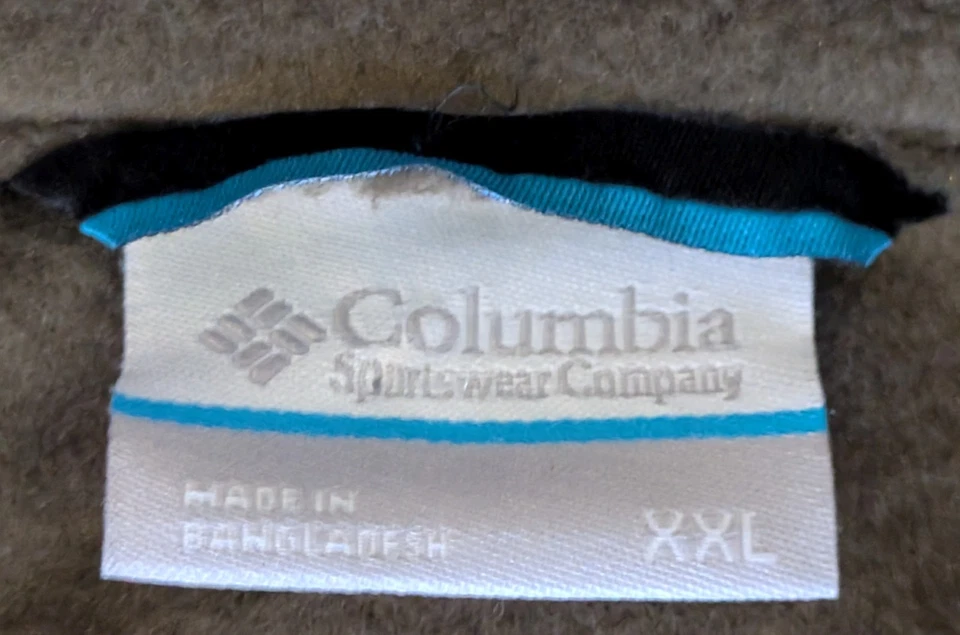 Columbia
Sportswear Company
MADE IN
BANGLADESH
XXL